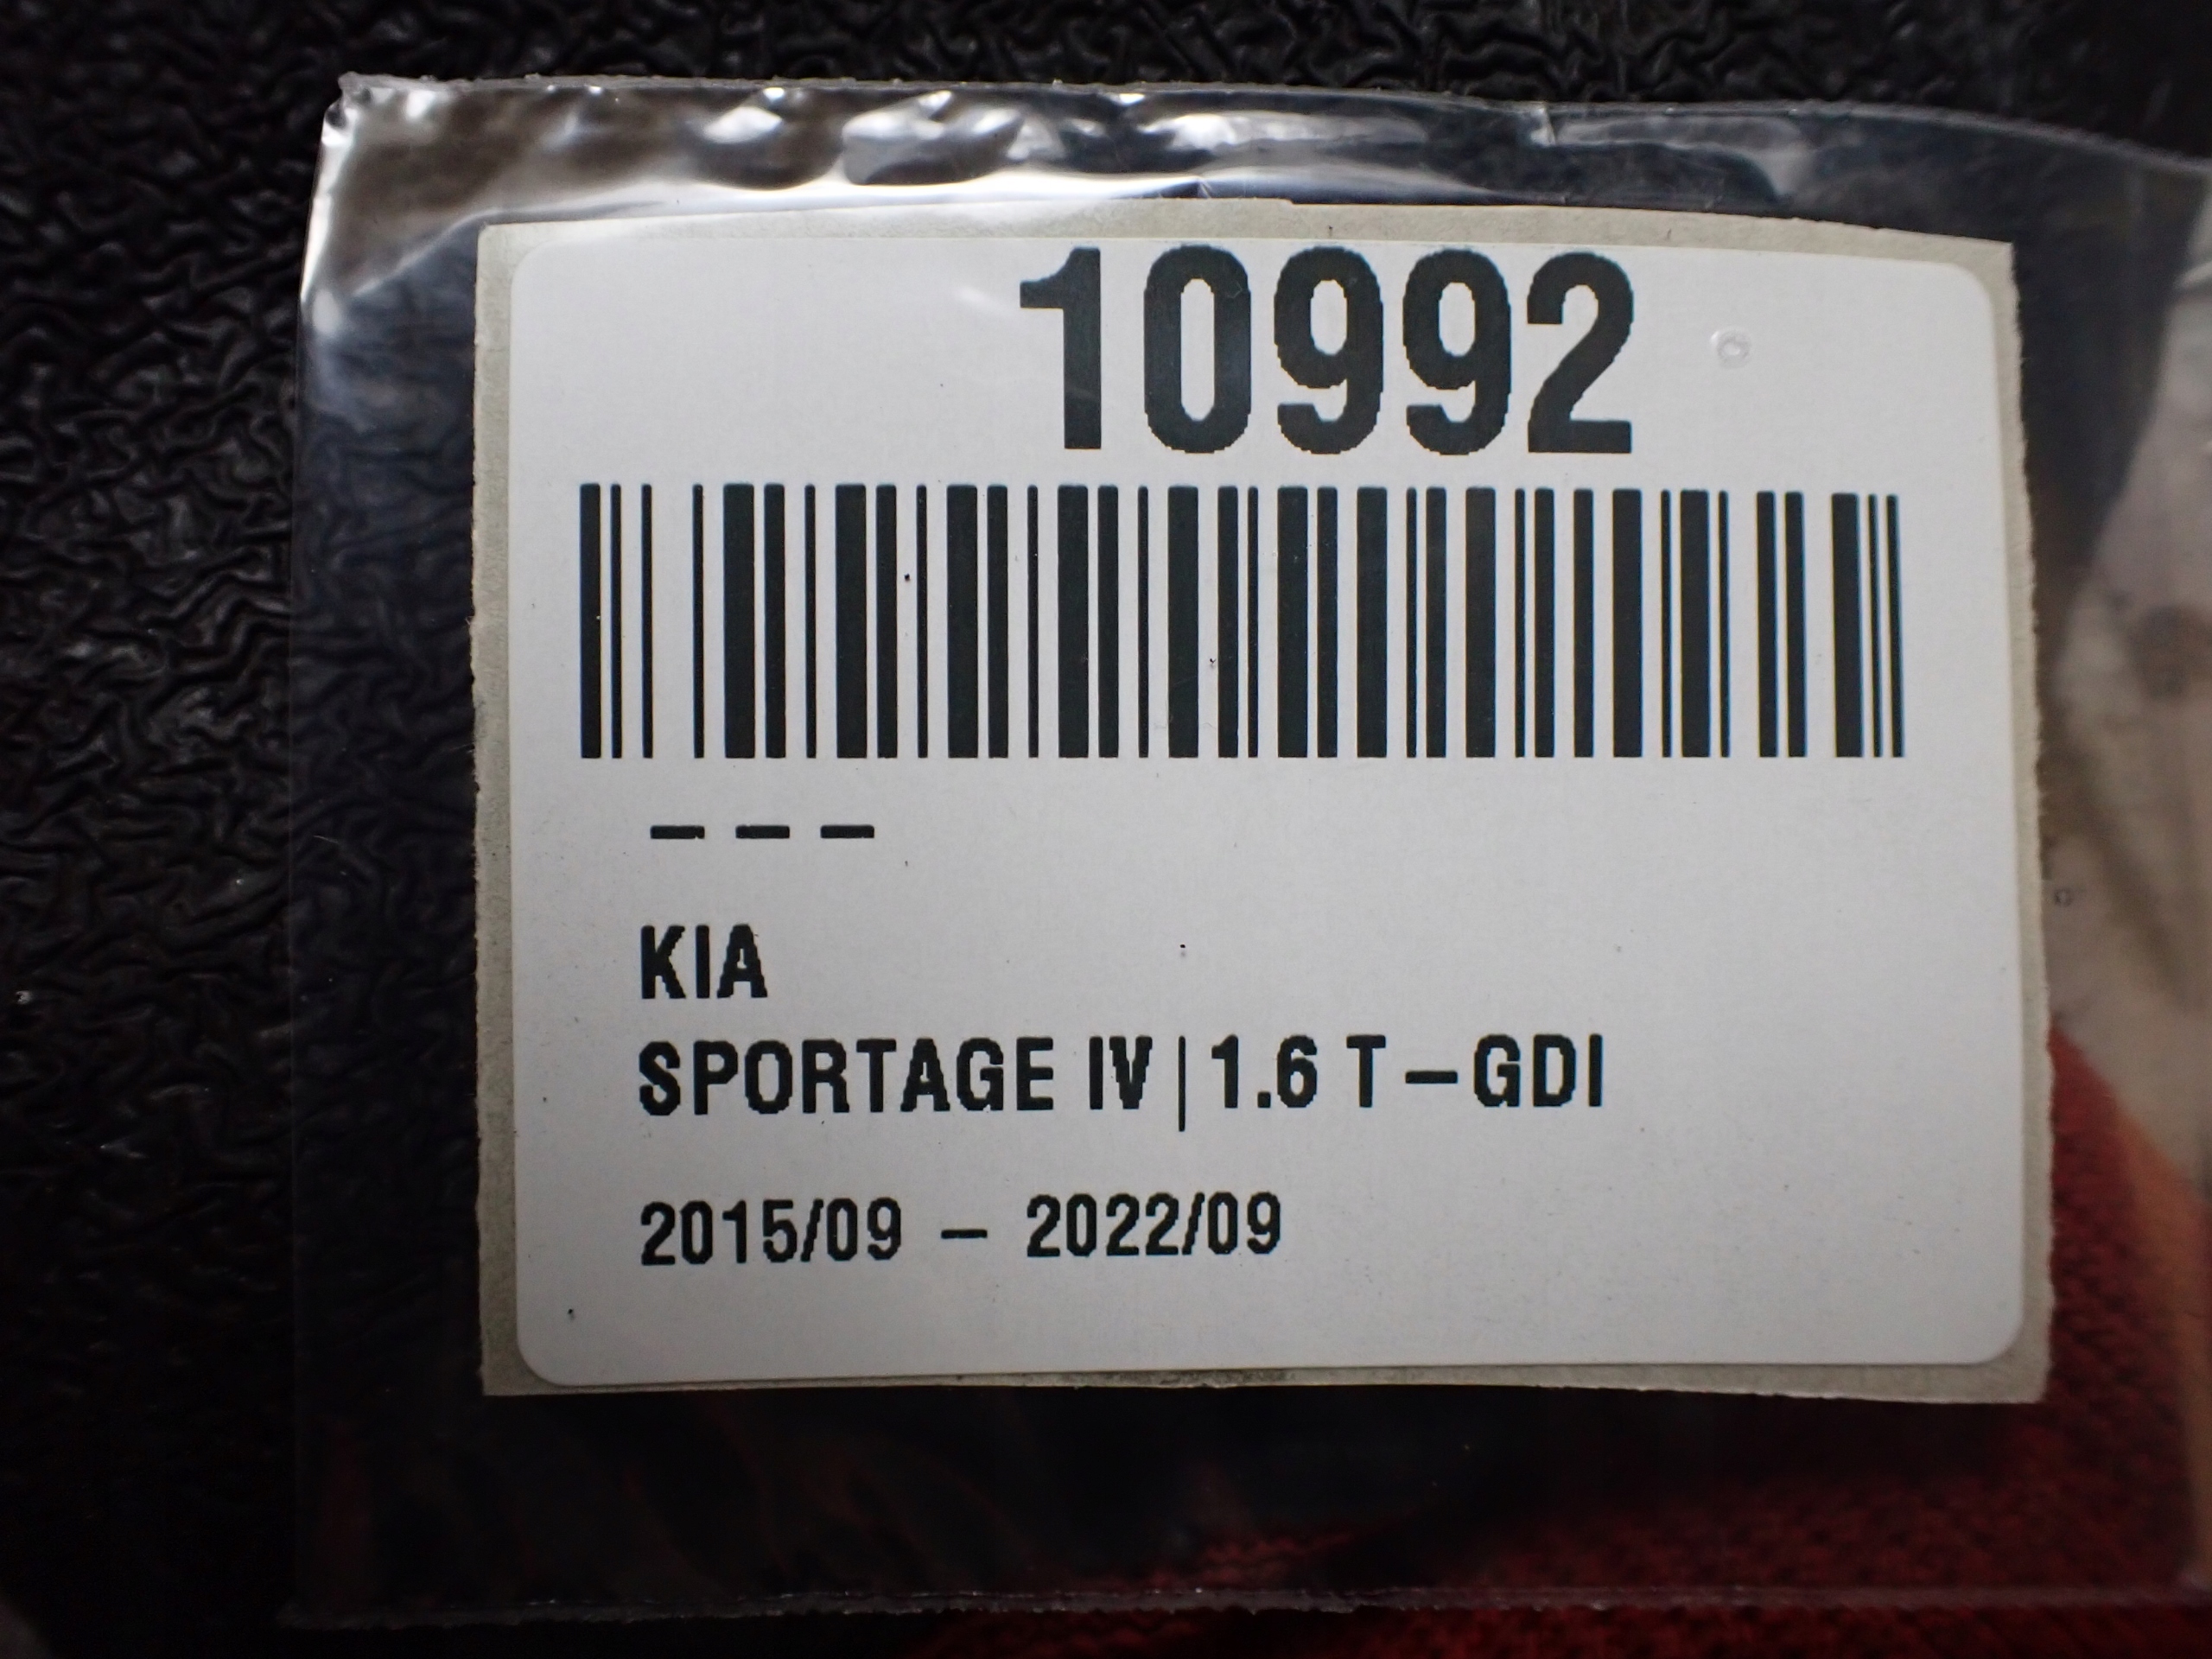 10992
– – –
KIA
SPORTAGE IV|1.6 T–GDI
2015/09 – 2022/09